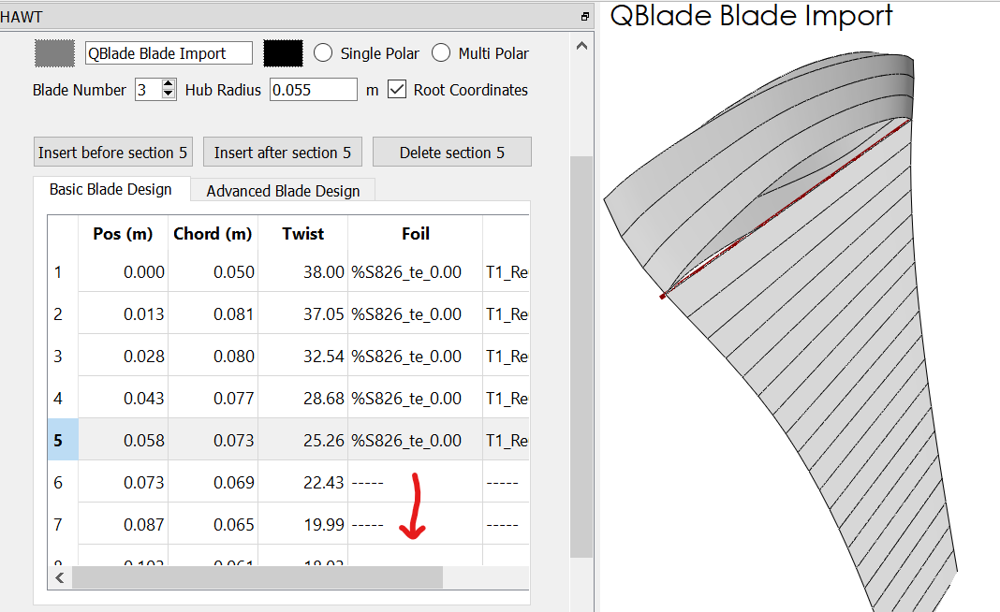 HAWT
QBlade Blade Import
QBlade Blade Import Single Polar Multi Polar
Blade Number 3 Hub Radius 0.055 m Root Coordinates
Insert before section 5 Insert after section 5 Delete section 5
Basic Blade Design Advanced Blade Design
Pos (m) Chord (m) Twist Foil
1 0.000 0.050 38.00 %S826_te_0.00
2 0.013 0.081 37.05 %S826_te_0.00 T1_Re
3 0.028 0.080 32.54 %S826_te_0.00 T1_Re
4 0.043 0.077 28.68 %S826_te_0.00 T1_Re
5 0.058 0.073 25.26 %S826_te_0.00 T1_Re
6 0.073 0.069 22.43 ----- -----
7 0.087 0.065 19.99 ----- -----